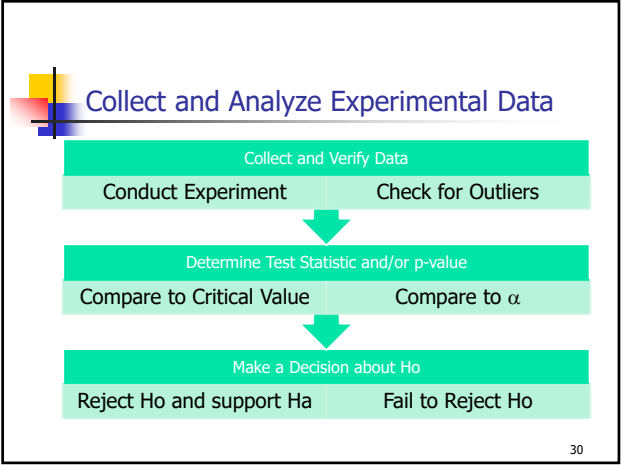 Collect and Analyze Experimental Data
Collect and Verify Data
Conduct Experiment Check for Outliers
Determine Test Statistic and/or p-value
Compare to Critical Value Compare to α
Make a Decision about Ho
Reject Ho and support Ha Fail to Reject Ho
30